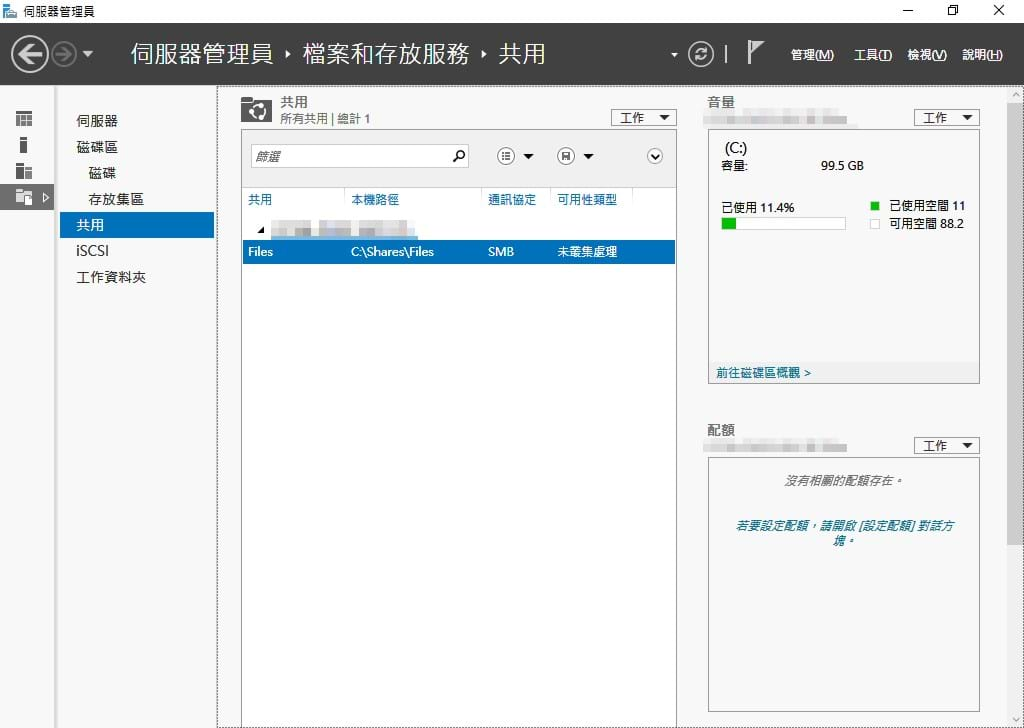 伺服器管理員
伺服器管理員 ‣ 檔案和存放服務 ‣ 共用
管理(M) 工具(T) 檢視(V) 說明(H)
伺服器
磁碟區
磁碟
存放集區
共用
iSCSI
工作資料夾
共用
所有共用 | 總計 1
工作
篩選
共用 本機路徑 通訊協定 可用性類型
Files C:\Shares\Files SMB 未叢集處理
音量
工作
(C:)
容量: 99.5 GB
已使用 11.4%
已使用空間 11
可用空間 88.2
前往磁碟區概觀 >
配額
工作
沒有相關的配額存在。
若要設定配額，請開啟 [設定配額] 對話方
塊。